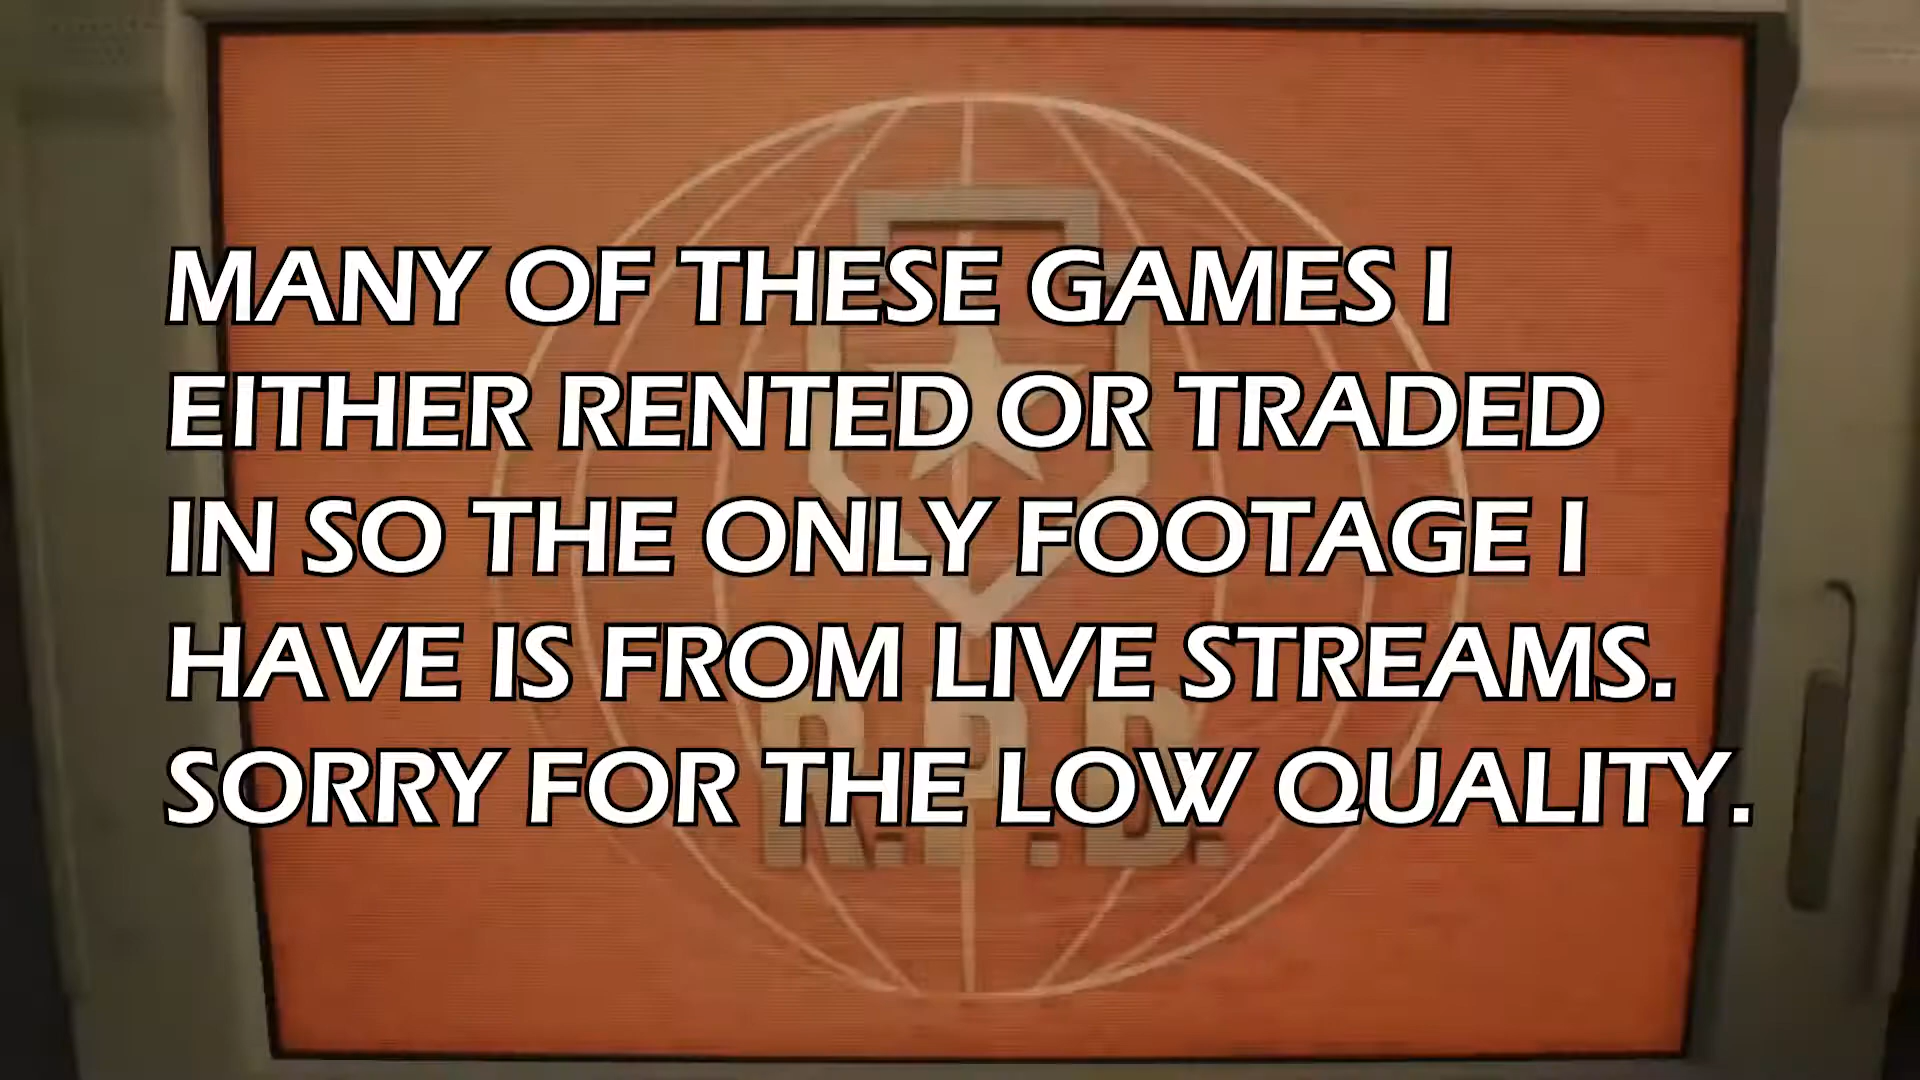 MANY OF THESE GAMES I
EITHER RENTED OR TRADED
IN SO THE ONLY FOOTAGE I
HAVE IS FROM LIVE STREAMS.
SORRY FOR THE LOW QUALITY.
R.P.D.